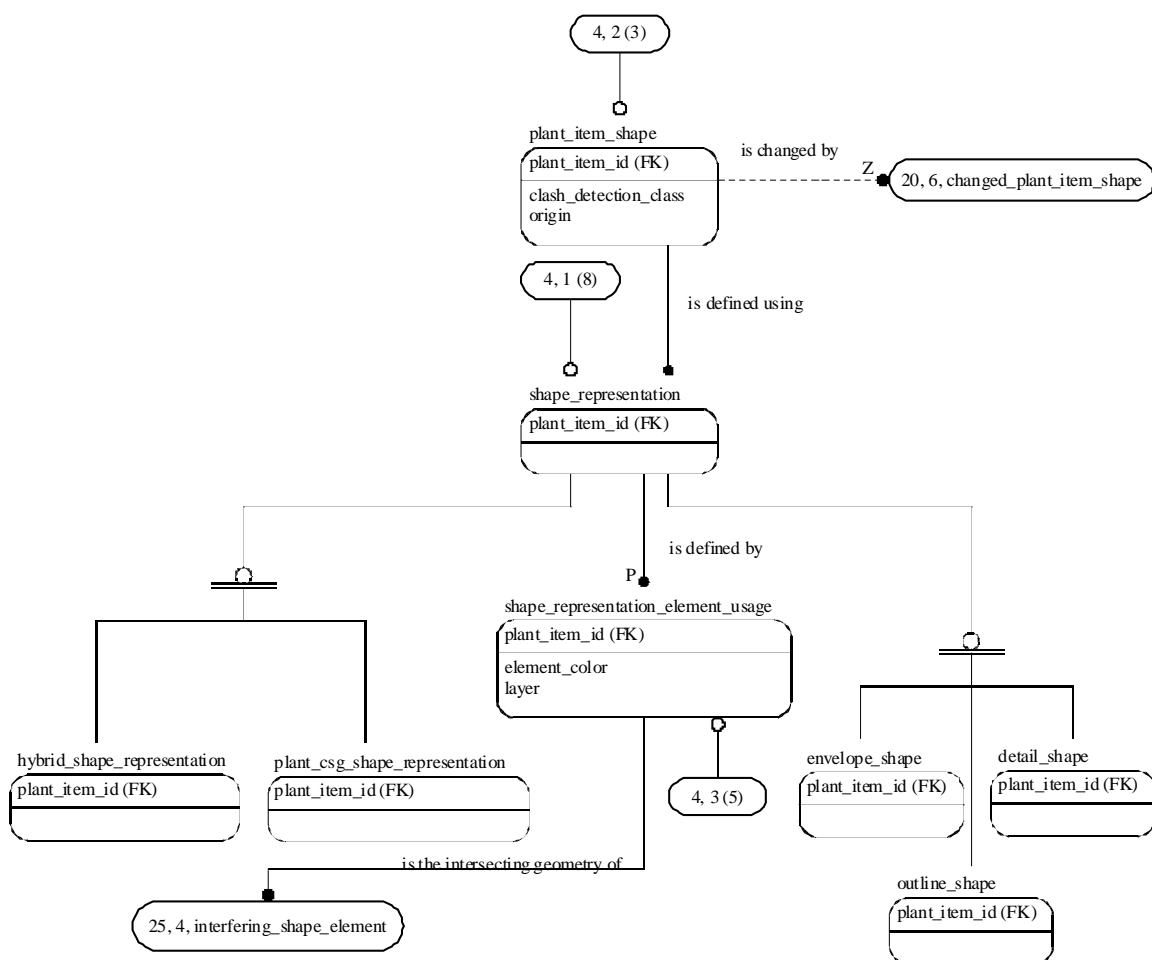 4, 2 (3)
plant_item_shape
plant_item_id (FK)
clash_detection_class
origin
is changed by
Z
20, 6, changed_plant_item_shape
4, 1 (8)
is defined using
shape_representation
plant_item_id (FK)
is defined by
P
shape_representation_element_usage
plant_item_id (FK)
element_color
layer
hybrid_shape_representation
plant_item_id (FK)
plant_csg_shape_representation
plant_item_id (FK)
4, 3 (5)
envelope_shape
plant_item_id (FK)
detail_shape
plant_item_id (FK)
is the intersecting geometry of
25, 4, interfering_shape_element
outline_shape
plant_item_id (FK)